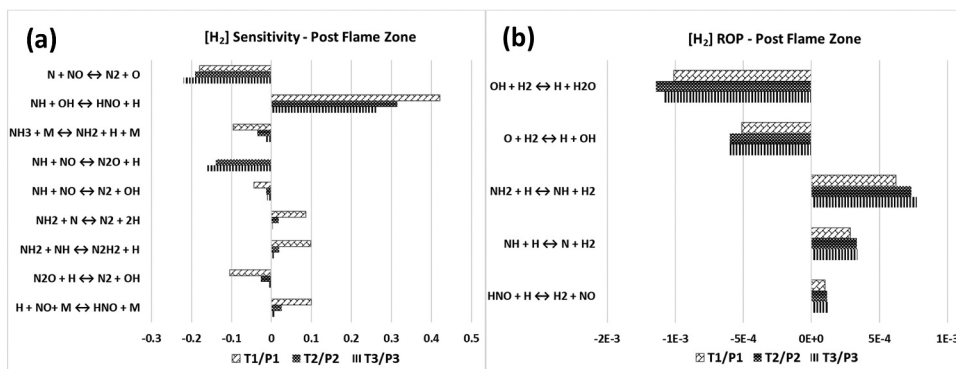 (a)
[H₂] Sensitivity - Post Flame Zone
N + NO ↔ N2 + O
NH + OH ↔ HNO + H
NH3 + M ↔ NH2 + H + M
NH + NO ↔ N2O + H
NH + NO ↔ N2 + OH
NH2 + N ↔ N2 + 2H
NH2 + NH ↔ N2H2 + H
N2O + H ↔ N2 + OH
H + NO+ M ↔ HNO + M
-0.3 -0.2 -0.1 0 0.1 0.2 0.3 0.4 0.5
T1/P1 T2/P2 T3/P3
(b)
[H₂] ROP - Post Flame Zone
OH + H2 ↔ H + H2O
O + H2 ↔ H + OH
NH2 + H ↔ NH + H2
NH + H ↔ N + H2
HNO + H ↔ H2 + NO
-2E-3 -1E-3 -5E-4 0E+0 5E-4 1E-3
T1/P1 T2/P2 T3/P3